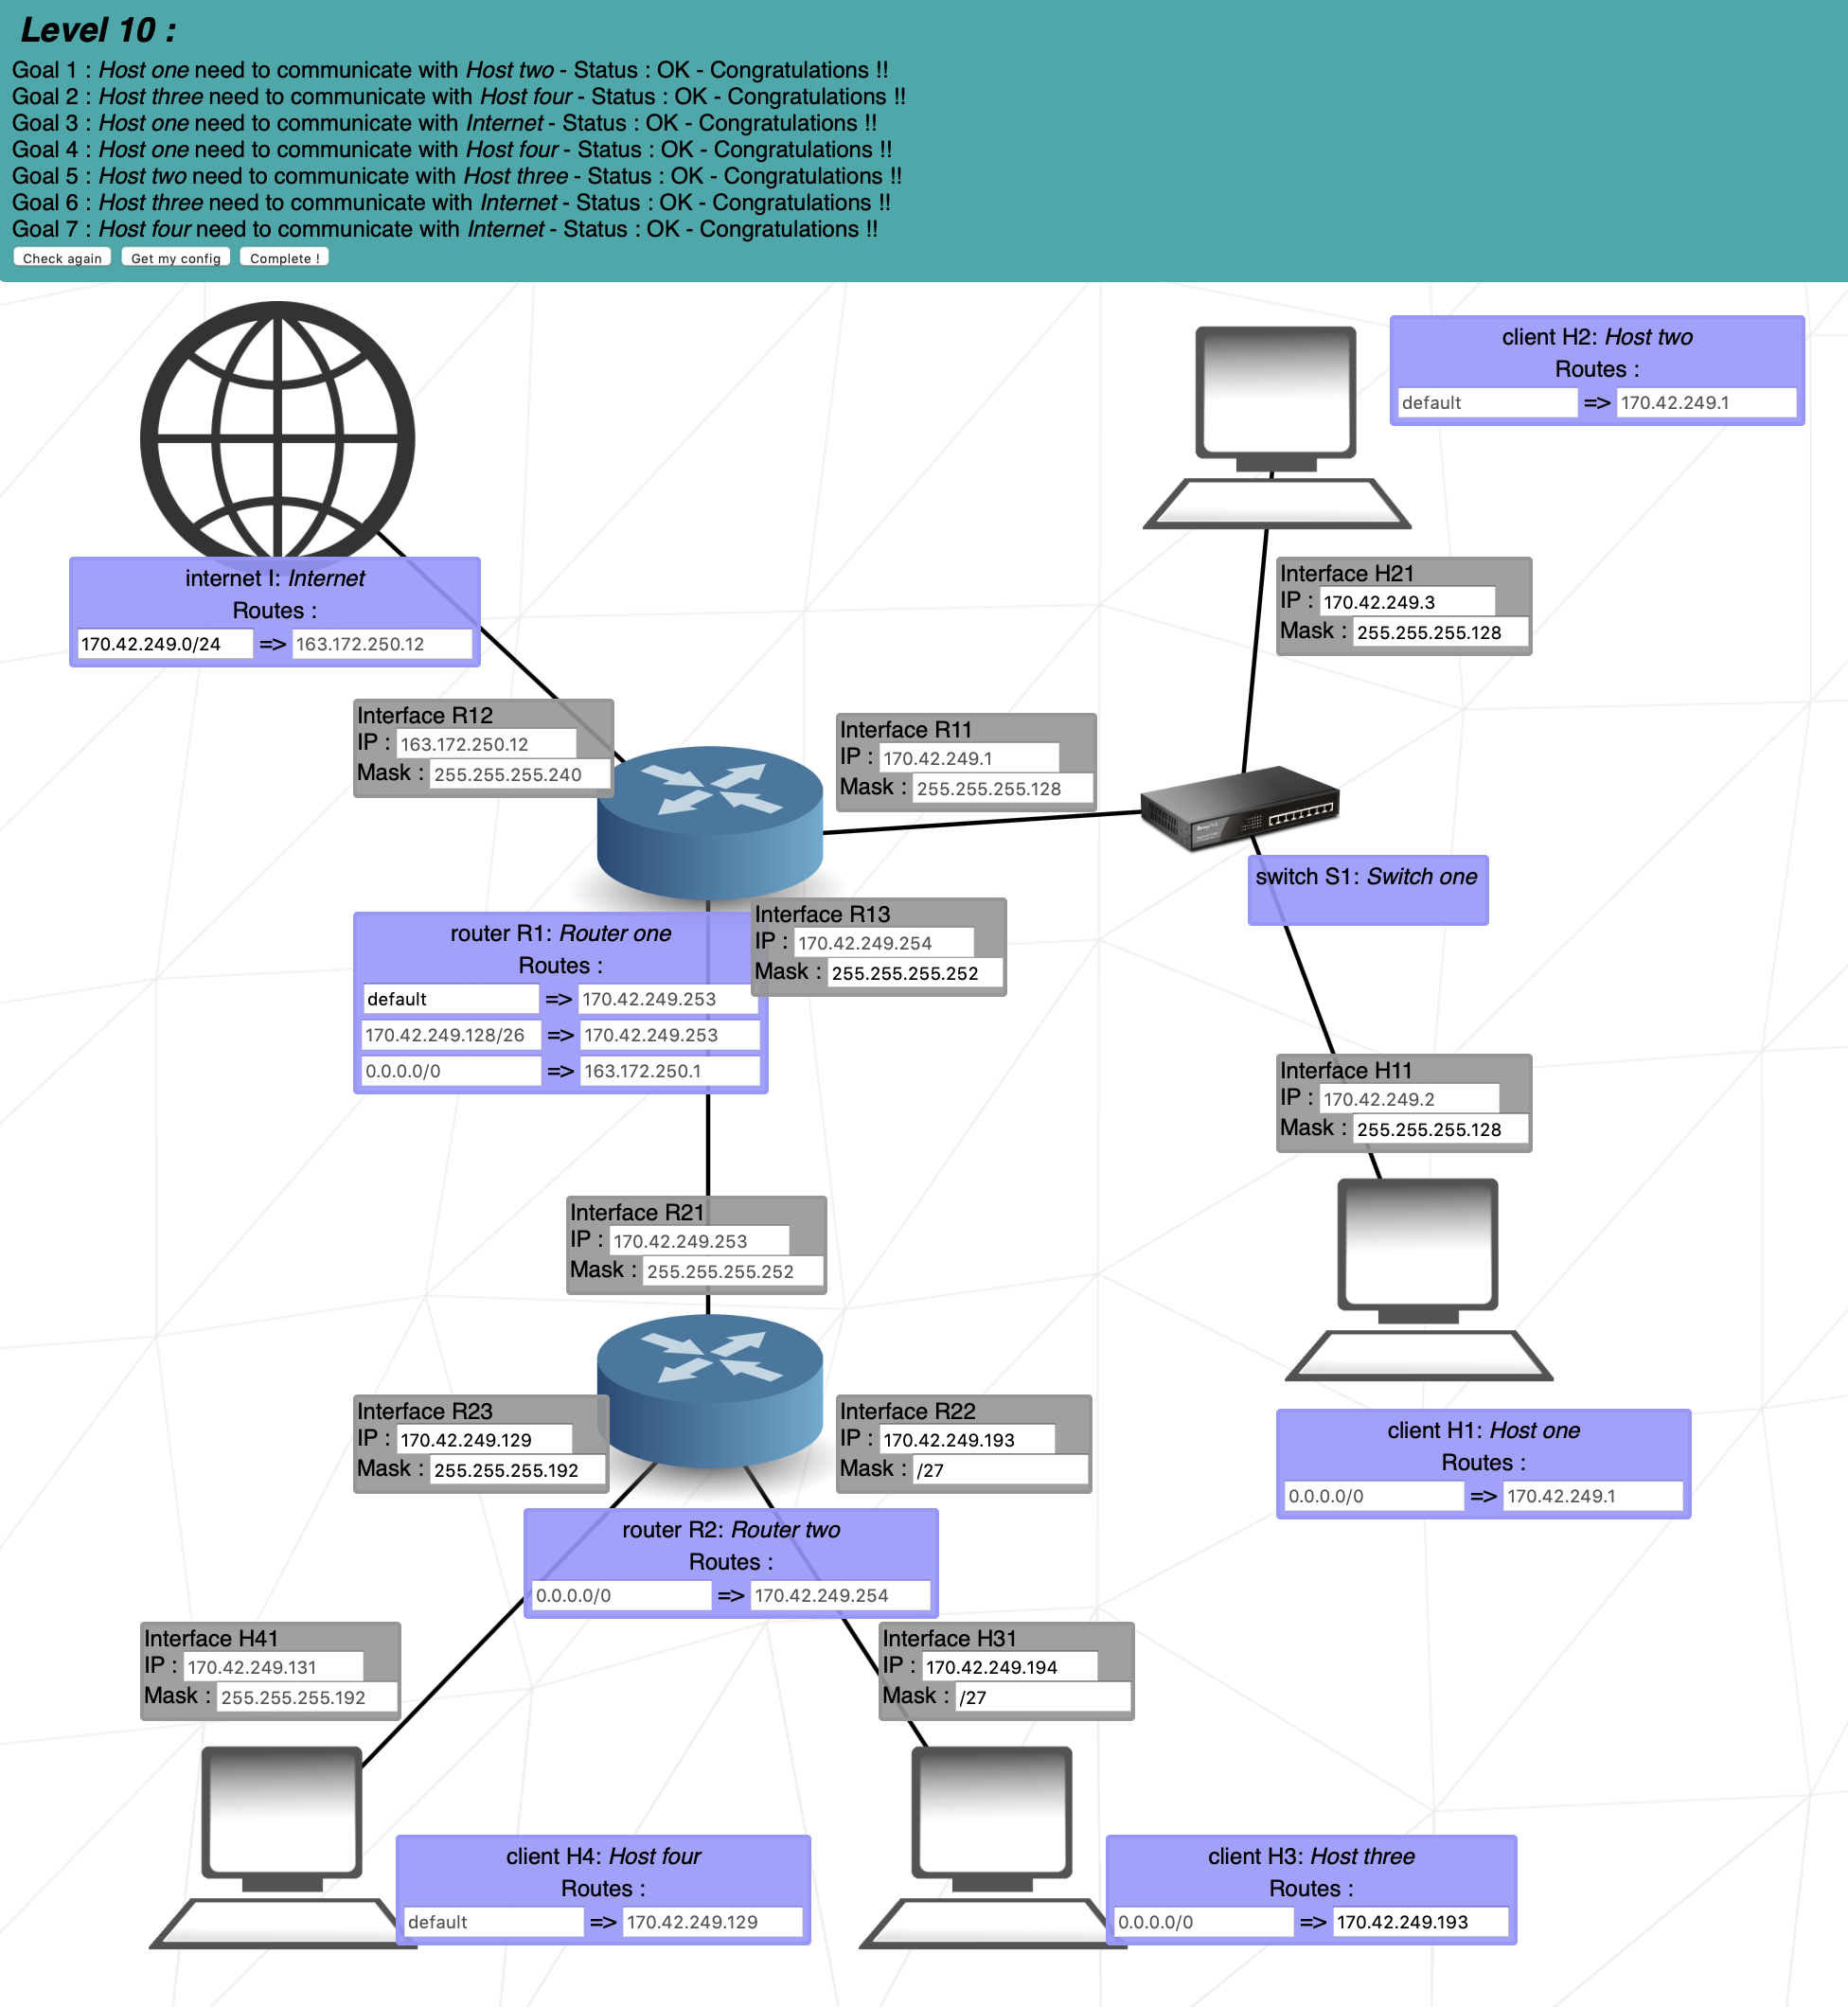 Level 10 :
Goal 1 : Host one need to communicate with Host two - Status : OK - Congratulations !!
Goal 2 : Host three need to communicate with Host four - Status : OK - Congratulations !!
Goal 3 : Host one need to communicate with Internet - Status : OK - Congratulations !!
Goal 4 : Host one need to communicate with Host four - Status : OK - Congratulations !!
Goal 5 : Host two need to communicate with Host three - Status : OK - Congratulations !!
Goal 6 : Host three need to communicate with Internet - Status : OK - Congratulations !!
Goal 7 : Host four need to communicate with Internet - Status : OK - Congratulations !!
Check again Get my config Complete !
client H2: Host two
Routes :
default => 170.42.249.1
internet I: Internet
Routes :
170.42.249.0/24 => 163.172.250.12
Interface H21
IP : 170.42.249.3
Mask : 255.255.255.128
Interface R12
IP : 163.172.250.12
Mask : 255.255.255.240
Interface R11
IP : 170.42.249.1
Mask : 255.255.255.128
switch S1: Switch one
Interface R13
IP : 170.42.249.254
Mask : 255.255.255.252
router R1: Router one
Routes :
default => 170.42.249.253
170.42.249.128/26 => 170.42.249.253
0.0.0.0/0 => 163.172.250.1
Interface H11
IP : 170.42.249.2
Mask : 255.255.255.128
Interface R21
IP : 170.42.249.253
Mask : 255.255.255.252
Interface R23
IP : 170.42.249.129
Mask : 255.255.255.192
Interface R22
IP : 170.42.249.193
Mask : /27
client H1: Host one
Routes :
0.0.0.0/0 => 170.42.249.1
router R2: Router two
Routes :
0.0.0.0/0 => 170.42.249.254
Interface H41
IP : 170.42.249.131
Mask : 255.255.255.192
Interface H31
IP : 170.42.249.194
Mask : /27
client H4: Host four
Routes :
default => 170.42.249.129
client H3: Host three
Routes :
0.0.0.0/0 => 170.42.249.193